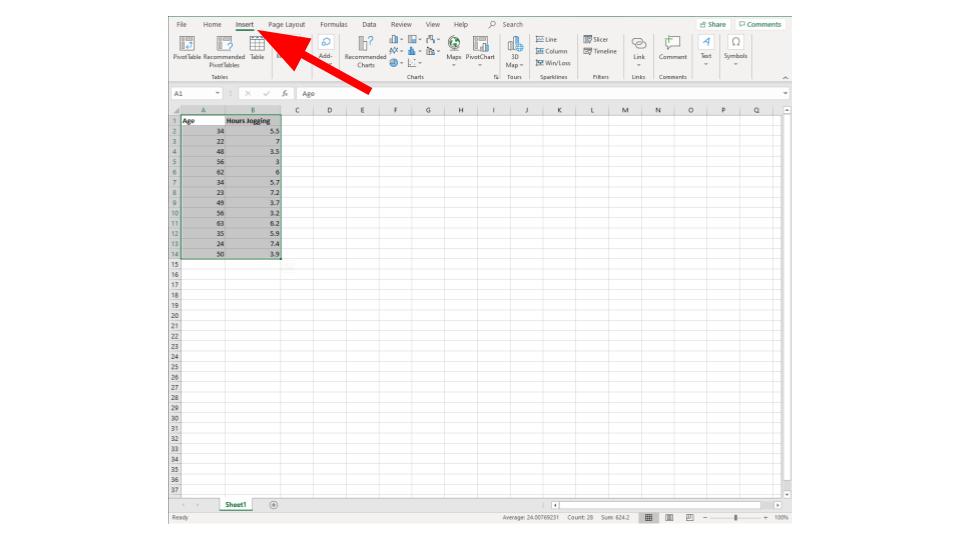 File Home Insert Page Layout Formulas Data Review View Help Search Share Comments
PivotTable Recommended PivotTables Table Add- Recommended Charts Maps PivotChart 3D Map Line Column Win/Loss Slicer Timeline Link Comment Text Symbols
Tables Charts Tours Sparklines Filters Links Comments
A1 fx Age
A B C D E F G H I J K L M N O P Q
1 Age Hours Jogging
2 34 5.5
3 22 7
4 48 3.5
5 56 3
6 62 6
7 34 5.7
8 23 7.2
9 49 3.7
10 56 3.2
11 63 6.2
12 35 5.9
13 24 7.4
14 50 3.9
15
16
17
18
19
20
21
22
23
24
25
26
27
28
29
30
31
32
33
34
35
36
37
Sheet1
Ready Average: 24.00769231 Count: 28 Sum: 624.2 100%